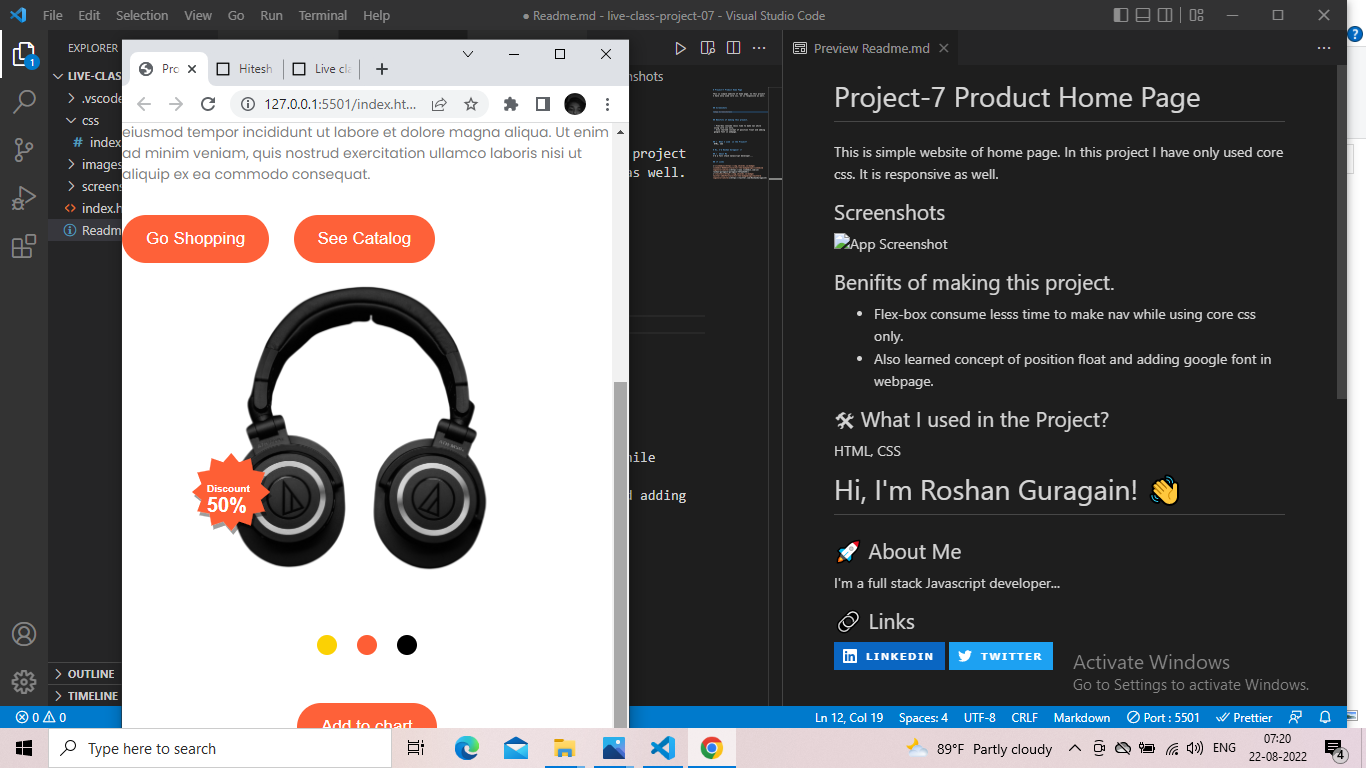 File Edit Selection View Go Run Terminal Help
● Readme.md - live-class-project-07 - Visual Studio Code
EXPLORER
LIVE-CLAS
.vscode
css
# index
images
screens
index.h
Readm
OUTLINE
TIMELINE
Pro
Hitesh
Live cla
127.0.0.1:5501/index.ht...
eiusmod tempor incididunt ut labore et dolore magna aliqua. Ut enim
ad minim veniam, quis nostrud exercitation ullamco laboris nisi ut
aliquip ex ea commodo consequat.
Go Shopping
See Catalog
Discount
50%
Add to chart
nshots
project
as well.
hile
d adding
Preview Readme.md
Project-7 Product Home Page
This is simple website of home page. In this project I have only used core
css. It is responsive as well.
Screenshots
App Screenshot
Benifits of making this project.
• Flex-box consume lesss time to make nav while using core css
only.
• Also learned concept of position float and adding google font in
webpage.
🛠 What I used in the Project?
HTML, CSS
Hi, I'm Roshan Guragain! 👋
🚀 About Me
I'm a full stack Javascript developer...
🔗 Links
LINKEDIN
TWITTER
Activate Windows
Go to Settings to activate Windows.
0 0
Ln 12, Col 19
Spaces: 4
UTF-8
CRLF
Markdown
Port : 5501
Prettier
Type here to search
89°F Partly cloudy
ENG
07:20
22-08-2022
4
1